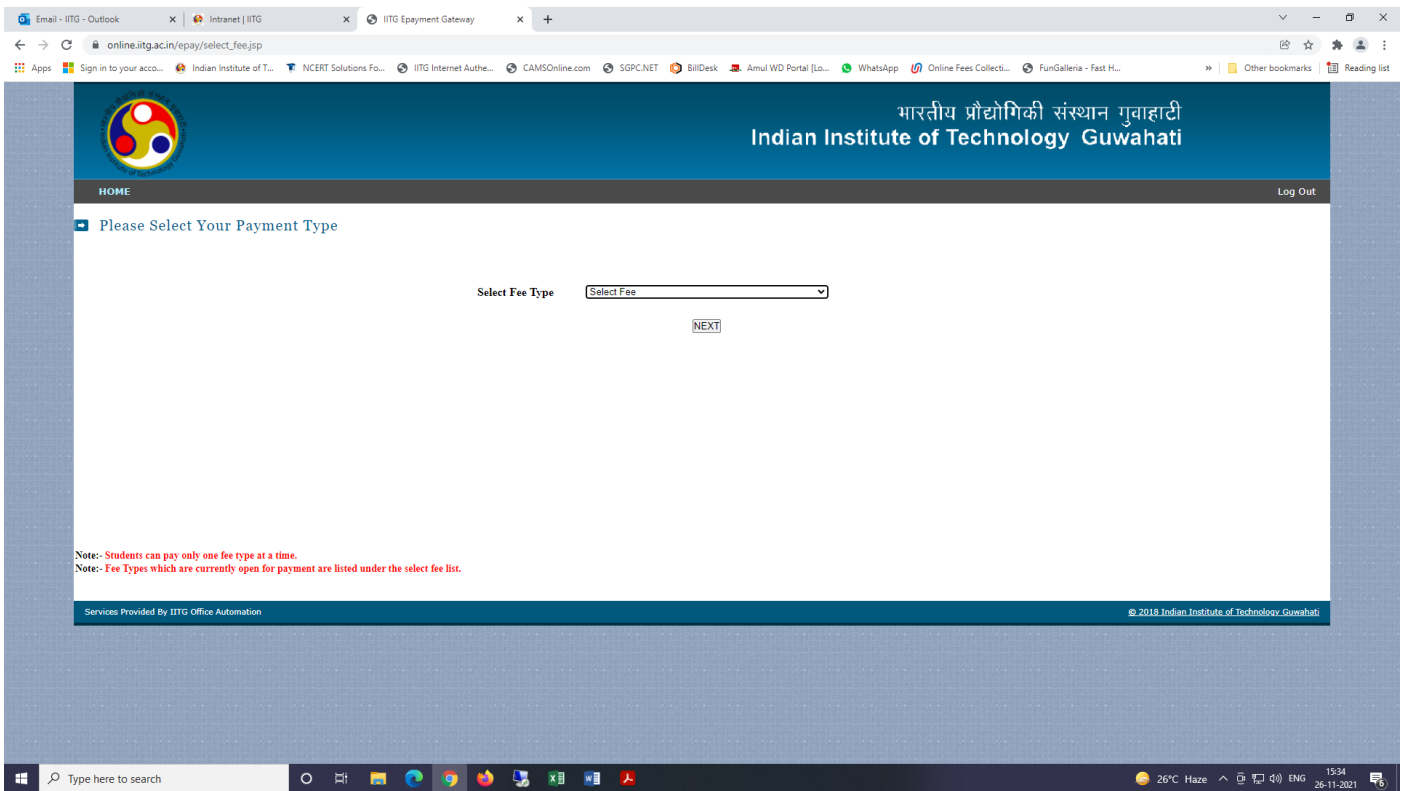 Email - IITG - Outlook
Intranet | IITG
IITG Epayment Gateway
online.iitg.ac.in/epay/select_fee.jsp
Apps
Sign in to your acco...
Indian Institute of T...
NCERT Solutions Fo...
IITG Internet Authe...
CAMSOnline.com
SGPC.NET
BillDesk
Amul WD Portal [Lo...
WhatsApp
Online Fees Collecti...
FunGalleria - Fast H...
»
Other bookmarks
Reading list
भारतीय प्रौद्योगिकी संस्थान गुवाहाटी
Indian Institute of Technology Guwahati
HOME
Log Out
Please Select Your Payment Type
Select Fee Type
Select Fee
NEXT
Note:- Students can pay only one fee type at a time.
Note:- Fee Types which are currently open for payment are listed under the select fee list.
Services Provided By IITG Office Automation
© 2018 Indian Institute of Technology Guwahati
Type here to search
26°C Haze
ENG
15:34
26-11-2021
6